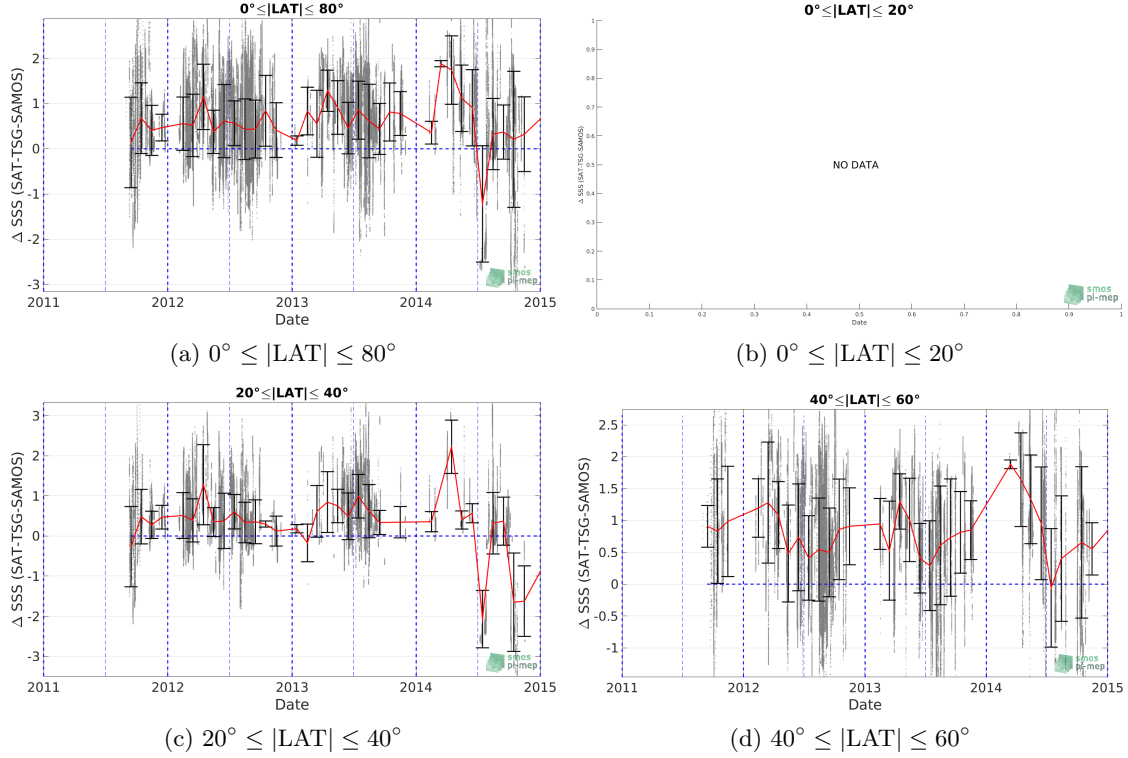 0°≤|LAT|≤ 80°
Δ SSS (SAT-TSG-SAMOS)
2
1
0
-1
-2
-3
2011
2012
2013
2014
2015
Date
smos
pi-mep
(a) 0° ≤ |LAT| ≤ 80°
0°≤|LAT|≤ 20°
Δ SSS (SAT-TSG-SAMOS)
1
0.9
0.8
0.7
0.6
0.5
0.4
0.3
0.2
0.1
0
NO DATA
0
0.1
0.2
0.3
0.4
0.5
0.6
0.7
0.8
0.9
1
Date
smos
pi-mep
(b) 0° ≤ |LAT| ≤ 20°
20°≤|LAT|≤ 40°
Δ SSS (SAT-TSG-SAMOS)
3
2
1
0
-1
-2
-3
2011
2012
2013
2014
2015
Date
smos
pi-mep
(c) 20° ≤ |LAT| ≤ 40°
40°≤|LAT|≤ 60°
Δ SSS (SAT-TSG-SAMOS)
2.5
2
1.5
1
0.5
0
-0.5
-1
2011
2012
2013
2014
2015
Date
smos
pi-mep
(d) 40° ≤ |LAT| ≤ 60°